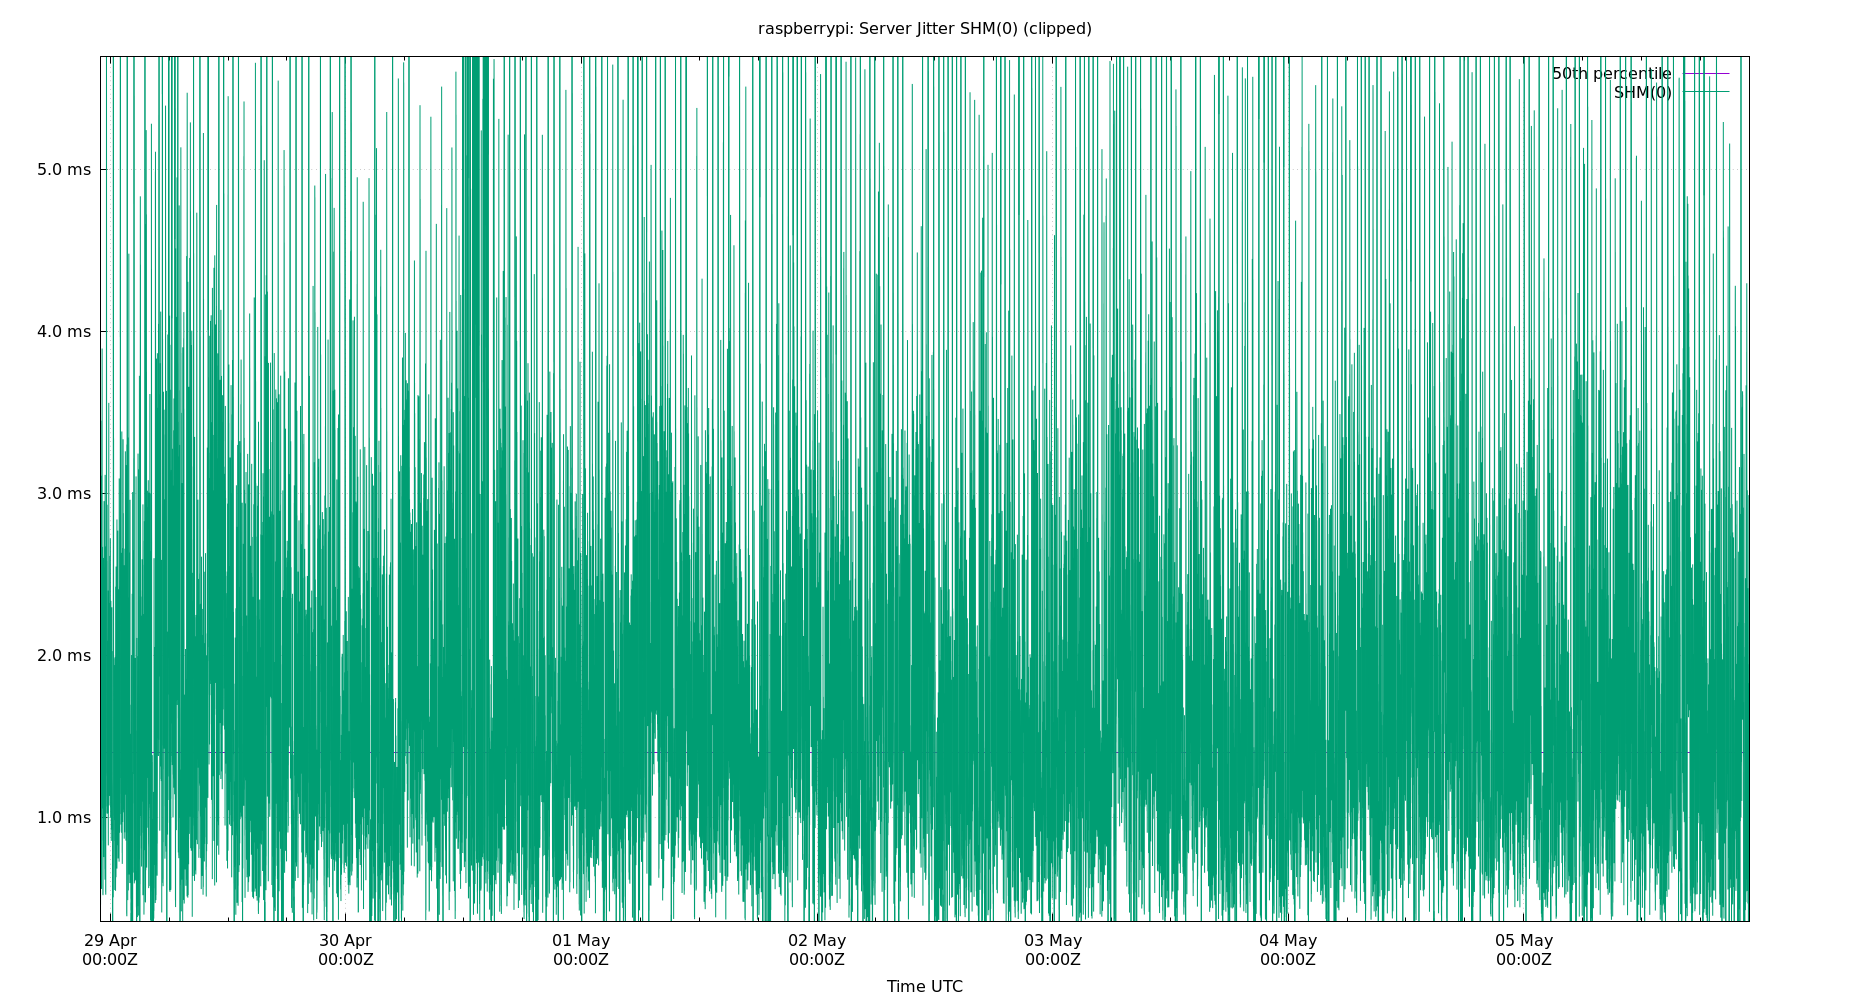 raspberrypi: Server Jitter SHM(0) (clipped)
50th percentile
SHM(0)
5.0 ms
4.0 ms
3.0 ms
2.0 ms
1.0 ms
29 Apr 30 Apr 01 May 02 May 03 May 04 May 05 May
00:00Z 00:00Z 00:00Z 00:00Z 00:00Z 00:00Z 00:00Z
Time UTC